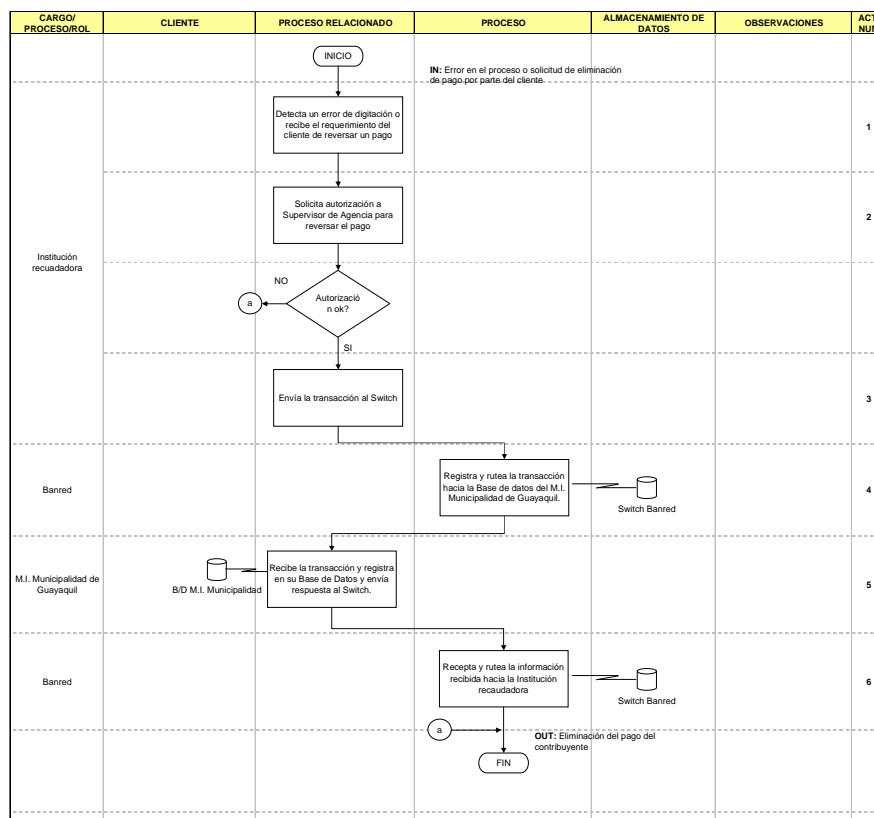 CARGO/
PROCESO/ROL
CLIENTE
PROCESO RELACIONADO
PROCESO
ALMACENAMIENTO DE
DATOS
OBSERVACIONES
ACT
NUM
INICIO
IN: Error en el proceso o solicitud de eliminación
de pago por parte del cliente
Detecta un error de digitación o
recibe el requerimiento del
cliente de reversar un pago
1
Solicita autorización a
Supervisor de Agencia para
reversar el pago
2
Institución
recuadadora
NO
a
Autorizació
n ok?
SI
Envía la transacción al Switch
3
Banred
Registra y rutea la transacción
hacia la Base de datos del M.I.
Municipalidad de Guayaquil.
Switch Banred
4
M.I. Municipalidad de
Guayaquil
B/D M.I. Municipalidad
Recibe la transacción y registra
en su Base de Datos y envía
respuesta al Switch.
5
Banred
Recepta y rutea la información
recibida hacia la Institución
recaudadora
Switch Banred
6
a
OUT: Eliminación del pago del
contribuyente
FIN